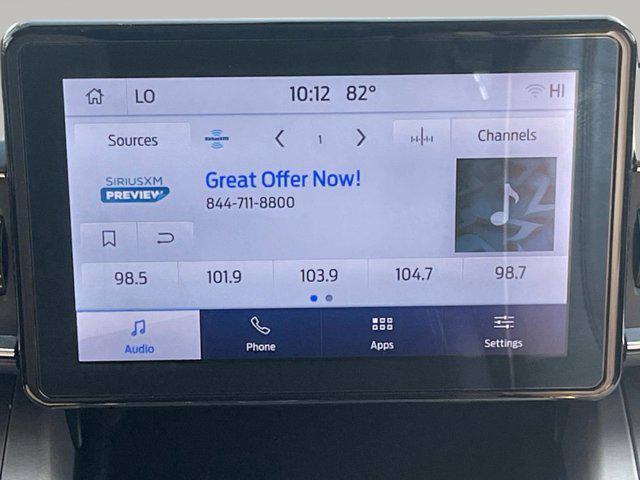 LO 10:12 82° HI
Sources SiriusXM 1 Channels
SIRIUSXM
PREVIEW
Great Offer Now!
844-711-8800
98.5 101.9 103.9 104.7 98.7
Audio Phone Apps Settings